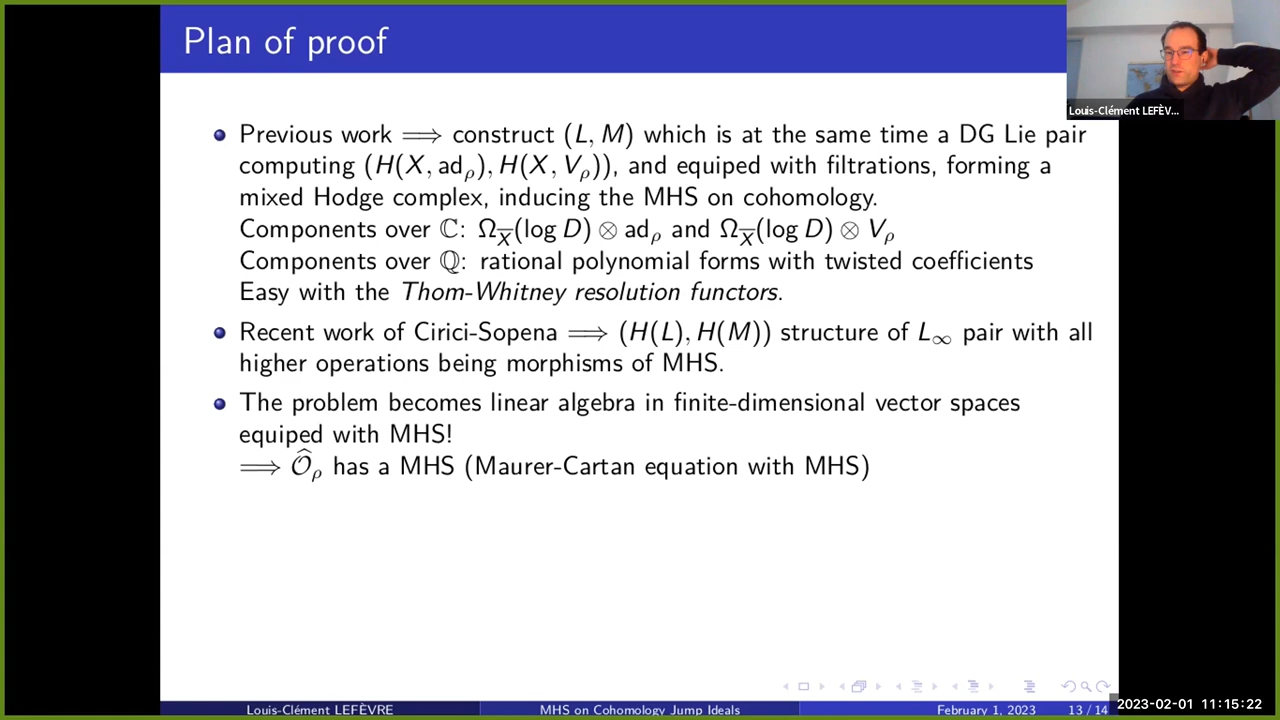 Plan of proof
Louis-Clément LEFÈV...
Previous work ⟹ construct (L, M) which is at the same time a DG Lie pair
computing (H(X, ad_ρ), H(X, V_ρ)), and equiped with filtrations, forming a
mixed Hodge complex, inducing the MHS on cohomology.
Components over ℂ: Ω_X̅(log D) ⊗ ad_ρ and Ω_X̅(log D) ⊗ V_ρ
Components over ℚ: rational polynomial forms with twisted coefficients
Easy with the Thom-Whitney resolution functors.
Recent work of Cirici-Sopena ⟹ (H(L), H(M)) structure of L_∞ pair with all
higher operations being morphisms of MHS.
The problem becomes linear algebra in finite-dimensional vector spaces
equiped with MHS!
⟹ Ô_ρ has a MHS (Maurer-Cartan equation with MHS)
Louis-Clément LEFÈVRE MHS on Cohomology Jump Ideals February 1, 2023 13 / 14
2023-02-01 11:15:22